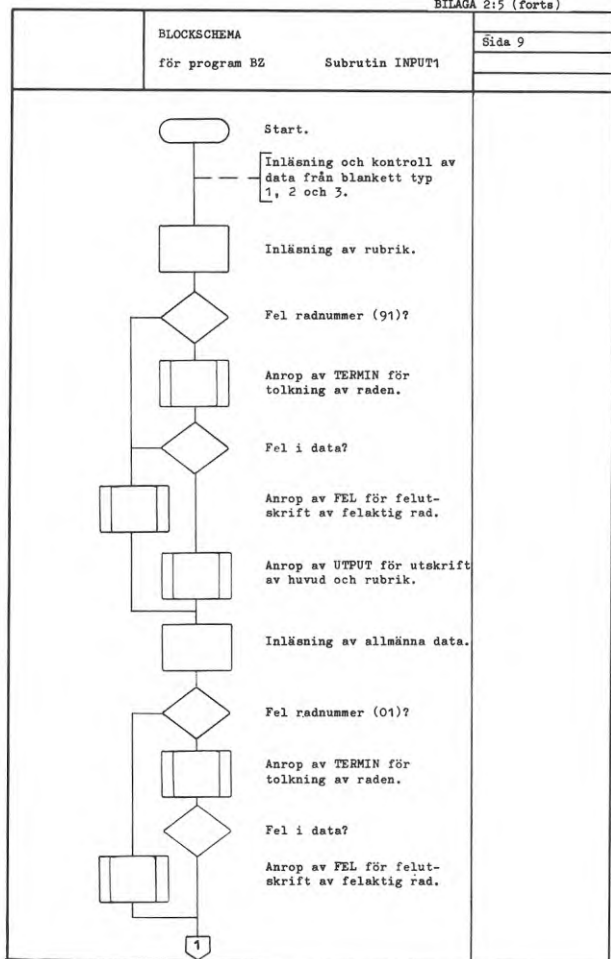 BILAGA 2:5 (forts)
BLOCKSCHEMA
Sida 9
för program BZ Subrutin INPUT1
Start.
Inläsning och kontroll av
data från blankett typ
1, 2 och 3.
Inläsning av rubrik.
Fel radnummer (91)?
Anrop av TERMIN för
tolkning av raden.
Fel i data?
Anrop av FEL för felut-
skrift av felaktig rad.
Anrop av UTPUT för utskrift
av huvud och rubrik.
Inläsning av allmänna data.
Fel radnummer (01)?
Anrop av TERMIN för
tolkning av raden.
Fel i data?
Anrop av FEL för felut-
skrift av felaktig rad.
1